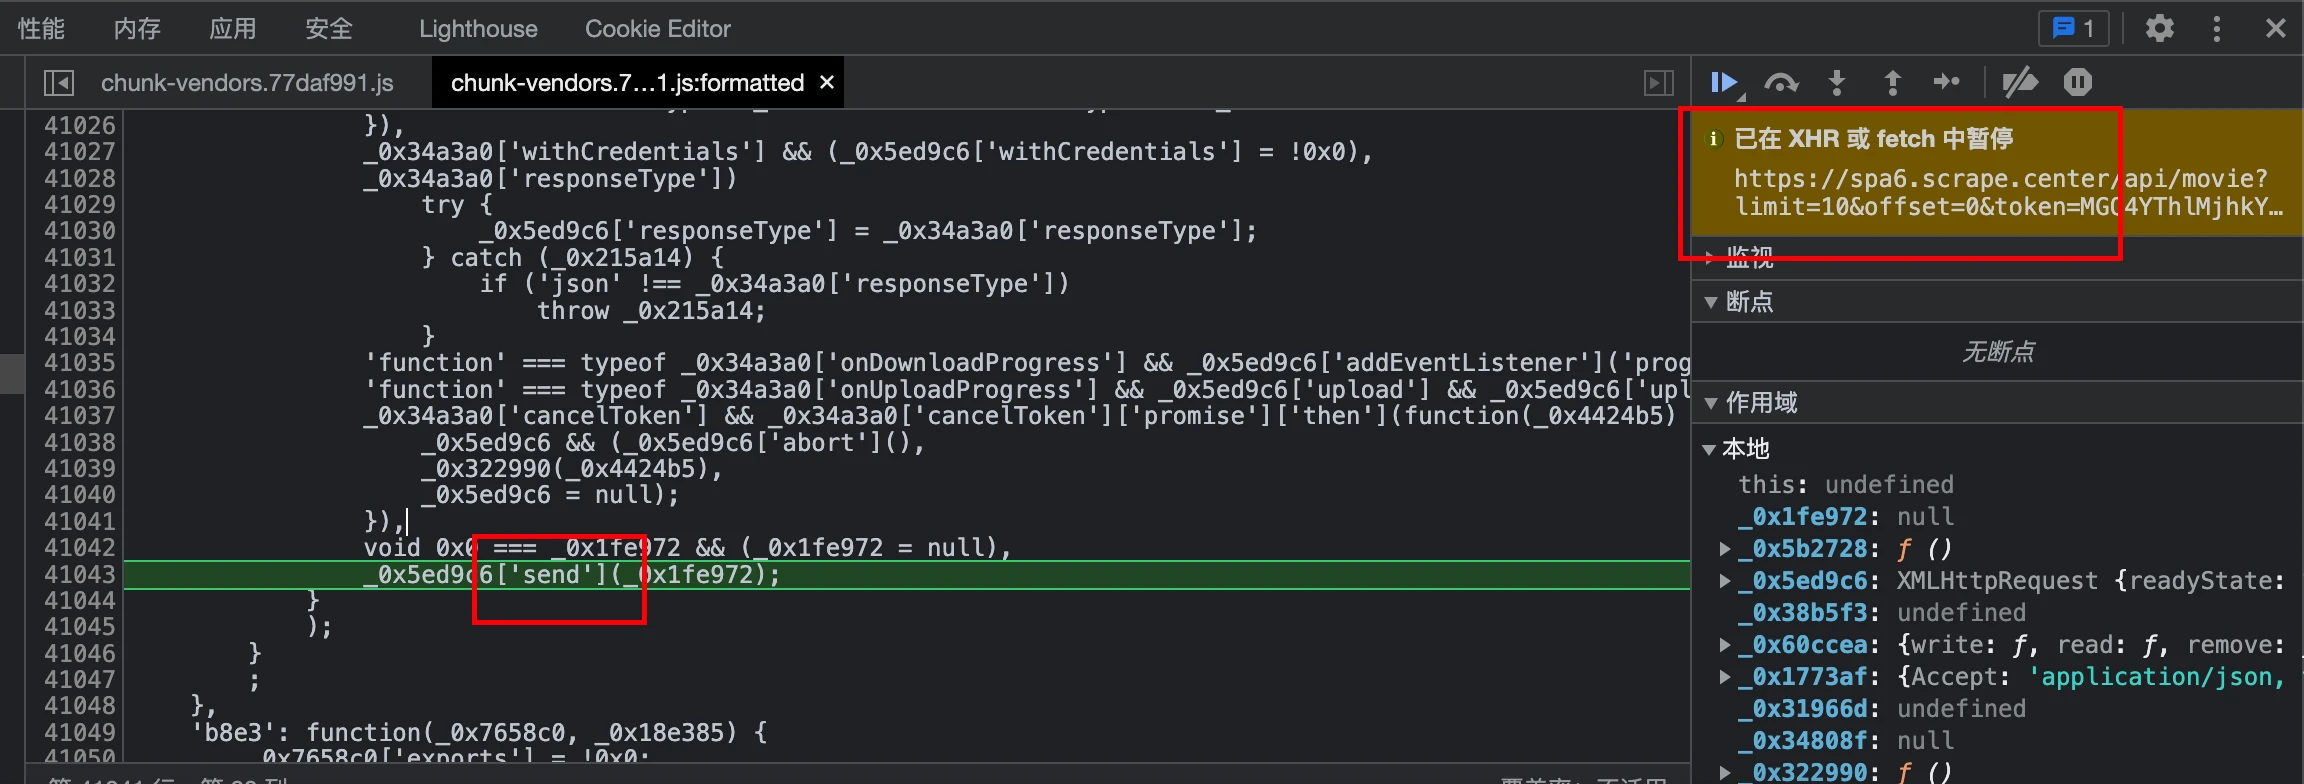 性能 内存 应用 安全 Lighthouse Cookie Editor 1
chunk-vendors.77daf991.js chunk-vendors.7…1.js:formatted ×
41026 }),
41027 _0x34a3a0['withCredentials'] && (_0x5ed9c6['withCredentials'] = !0x0),
41028 _0x34a3a0['responseType'])
41029 try {
41030 _0x5ed9c6['responseType'] = _0x34a3a0['responseType'];
41031 } catch (_0x215a14) {
41032 if ('json' !== _0x34a3a0['responseType'])
41033 throw _0x215a14;
41034 }
41035 'function' === typeof _0x34a3a0['onDownloadProgress'] && _0x5ed9c6['addEventListener']('prog
41036 'function' === typeof _0x34a3a0['onUploadProgress'] && _0x5ed9c6['upload'] && _0x5ed9c6['upl
41037 _0x34a3a0['cancelToken'] && _0x34a3a0['cancelToken']['promise']['then'](function(_0x4424b5)
41038 _0x5ed9c6 && (_0x5ed9c6['abort'](),
41039 _0x322990(_0x4424b5),
41040 _0x5ed9c6 = null);
41041 }),
41042 void 0x0 === _0x1fe972 && (_0x1fe972 = null),
41043 _0x5ed9c6['send'](_0x1fe972);
41044 }
41045 );
41046 }
41047 ;
41048 },
41049 'b8e3': function(_0x7658c0, _0x18e385) {
41050 _0x7658c0['exports'] = !0x0;
已在 XHR 或 fetch 中暂停
https://spa6.scrape.center/api/movie?
limit=10&offset=0&token=MGQ4YThlMjhkY…
监视
断点
无断点
作用域
本地
this: undefined
_0x1fe972: null
_0x5b2728: ƒ ()
_0x5ed9c6: XMLHttpRequest {readyState:
_0x38b5f3: undefined
_0x60ccea: {write: ƒ, read: ƒ, remove:
_0x1773af: {Accept: 'application/json,
_0x31966d: undefined
_0x34808f: null
_0x322990: ƒ ()